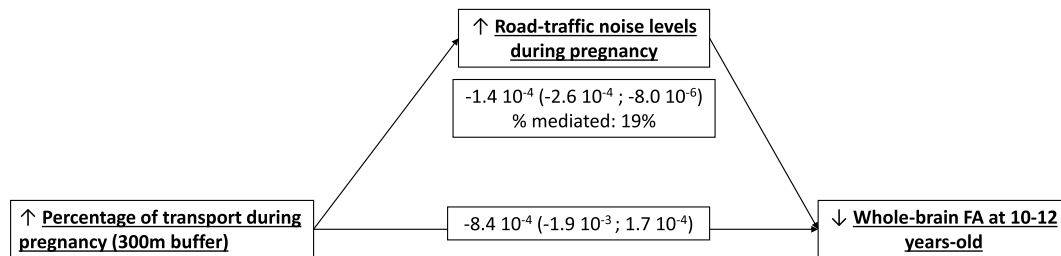 ↑ Road-traffic noise levels
during pregnancy
-1.4 10⁻⁴ (-2.6 10⁻⁴ ; -8.0 10⁻⁶)
% mediated: 19%
↑ Percentage of transport during
pregnancy (300m buffer)
-8.4 10⁻⁴ (-1.9 10⁻³ ; 1.7 10⁻⁴)
↓ Whole-brain FA at 10-12
years-old